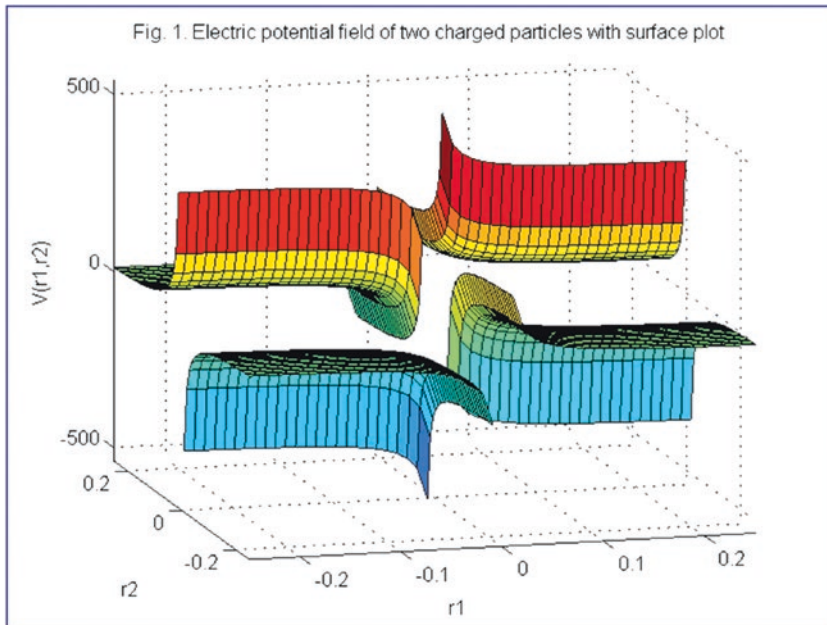 Fig. 1. Electric potential field of two charged particles with surface plot
500
0
-500
V(r1,r2)
0.2
0
-0.2
r2
-0.2
-0.1
0
0.1
0.2
r1